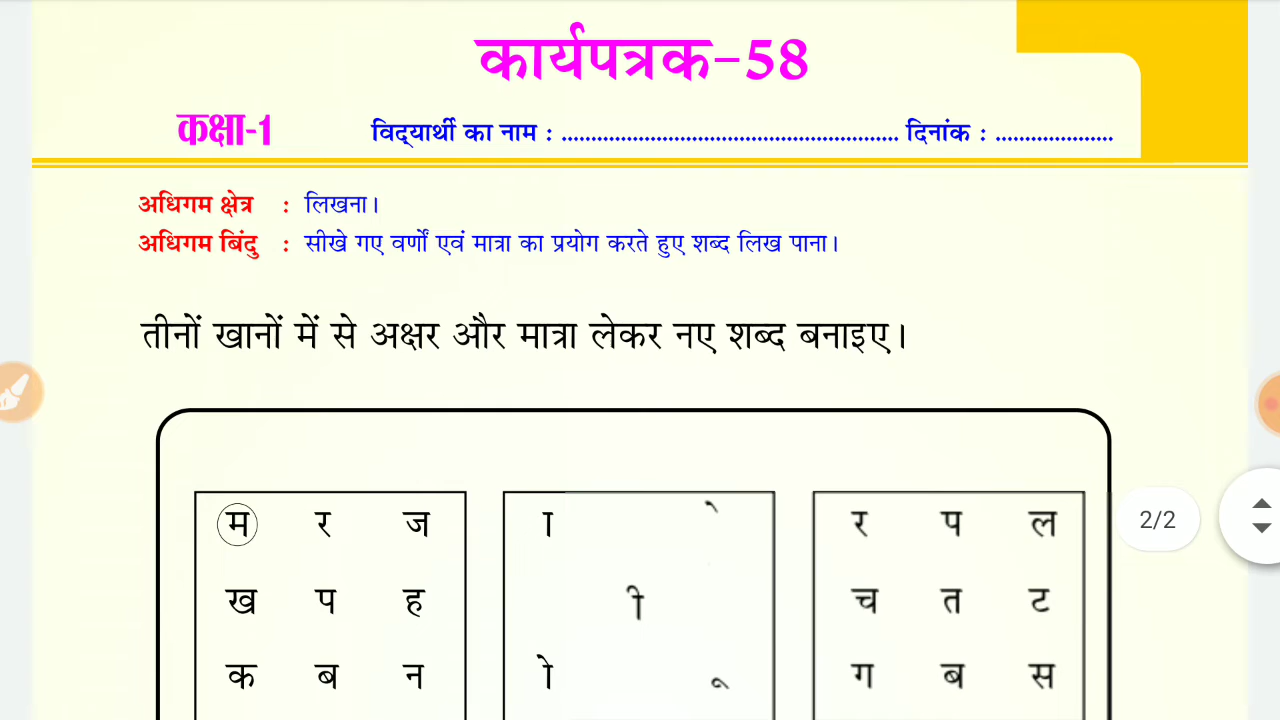 कार्यपत्रक-58
कक्षा-1 विद्यार्थी का नाम : ......................................................... दिनांक : ....................
अधिगम क्षेत्र : लिखना।
अधिगम बिंदु : सीखे गए वर्णों एवं मात्रा का प्रयोग करते हुए शब्द लिख पाना।
तीनों खानों में से अक्षर और मात्रा लेकर नए शब्द बनाइए।
म र ज ा े र प ल
ख प ह ी च त ट
क ब न ो ू ग ब स
2/2